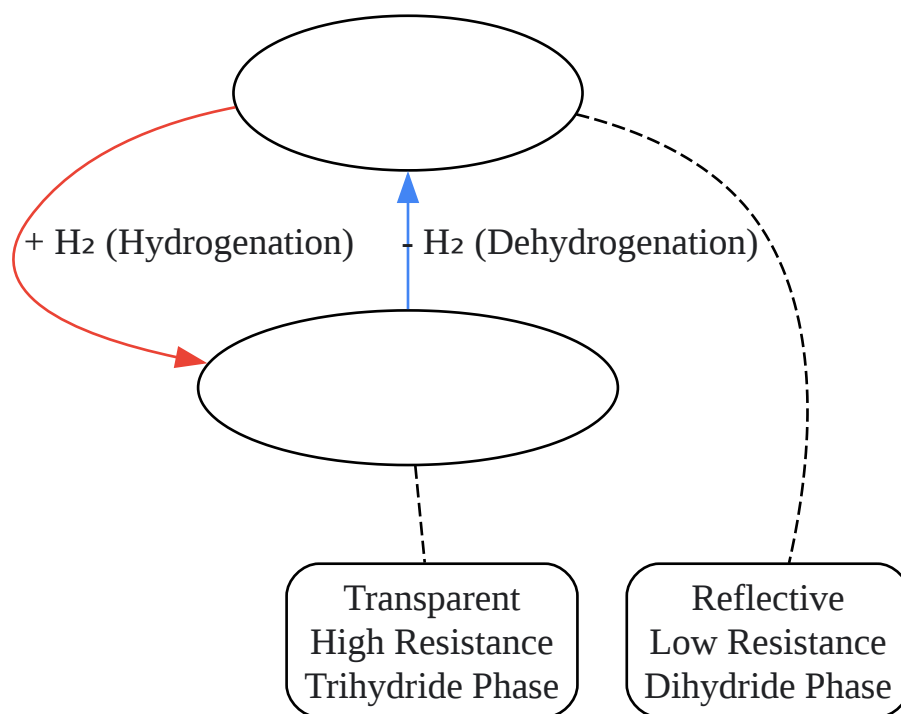 + H₂ (Hydrogenation)
- H₂ (Dehydrogenation)
Transparent
High Resistance
Trihydride Phase
Reflective
Low Resistance
Dihydride Phase